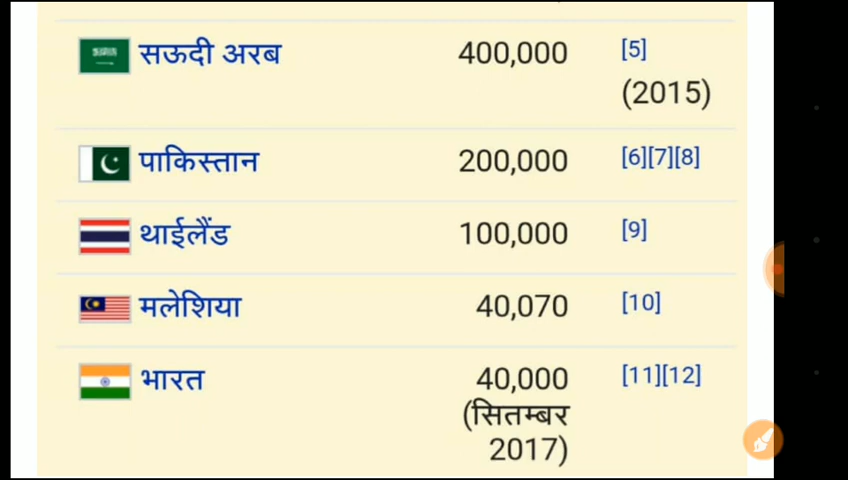 सऊदी अरब 400,000 [5]
(2015)
पाकिस्तान 200,000 [6][7][8]
थाईलैंड 100,000 [9]
मलेशिया 40,070 [10]
भारत 40,000 [11][12]
(सितम्बर
2017)